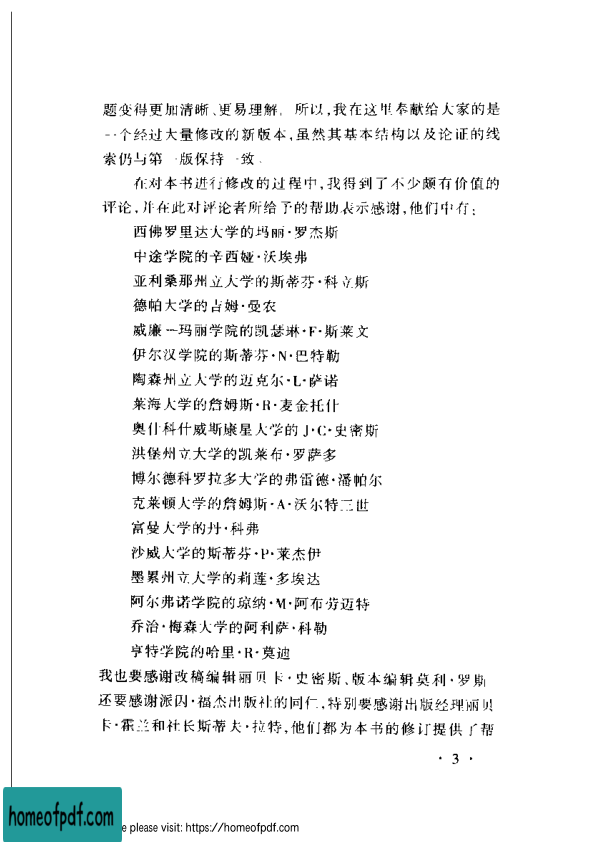 题变得更加清晰、更易理解。所以,我在这里奉献给大家的是
一个经过大量修改的新版本,虽然其基本结构以及论证的线
索仍与第一版保持一致。
在对本书进行修改的过程中,我得到了不少颇有价值的
评论,并在此对评论者所给予的帮助表示感谢,他们中有:
西佛罗里达大学的玛丽·罗杰斯
中途学院的辛西娅·沃埃弗
亚利桑那州立大学的斯蒂芬·科立斯
德帕大学的吉姆·曼农
威廉一玛丽学院的凯瑟琳·F·斯莱文
伊尔汉学院的斯蒂芬·N·巴特勒
陶森州立大学的迈克尔·L·萨诺
莱海大学的詹姆斯·R·麦金托什
奥什科什威斯康星大学的J·C·史密斯
洪堡州立大学的凯莱布·罗萨多
博尔德科罗拉多大学的弗雷德·潘帕尔
克莱顿大学的詹姆斯·A·沃尔特三世
富曼大学的丹·科弗
沙威大学的斯蒂芬·P·莱杰伊
墨累州立大学的莉莲·多埃达
阿尔弗诺学院的琼纳·M·阿布劳迈特
乔治·梅森大学的阿利萨·科勒
亨特学院的哈里·R·莫迪
我也要感谢改稿编辑丽贝卡·史密斯、版本编辑莫利·罗斯
还要感谢派因·福杰出版社的同仁,特别要感谢出版经理丽贝
卡·霍兰和社长斯蒂夫·拉特,他们都为本书的修订提供了帮
·3·
homeofpdf.com
e please visit: https://homeofpdf.com